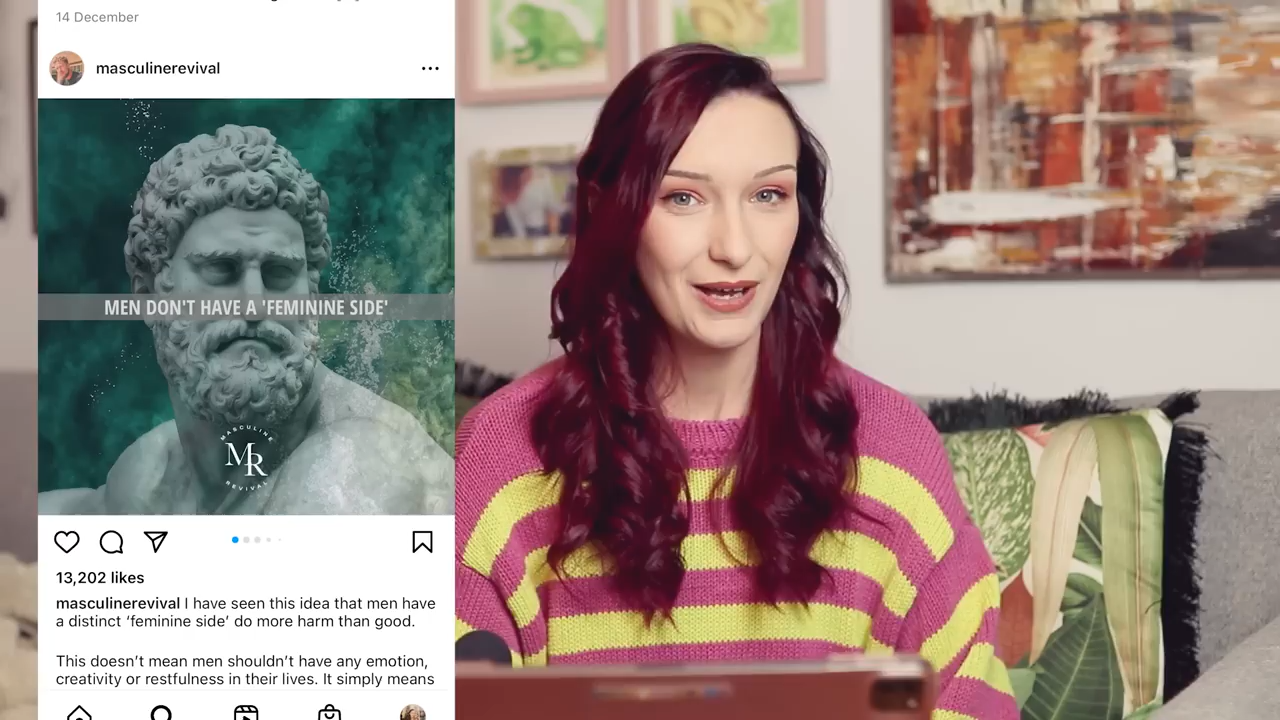 14 December
masculinerevival
MEN DON'T HAVE A 'FEMININE SIDE'
MASCULINE
MR
REVIVAL
13,202 likes
masculinerevival I have seen this idea that men have
a distinct ‘feminine side’ do more harm than good.
This doesn’t mean men shouldn’t have any emotion,
creativity or restfulness in their lives. It simply means